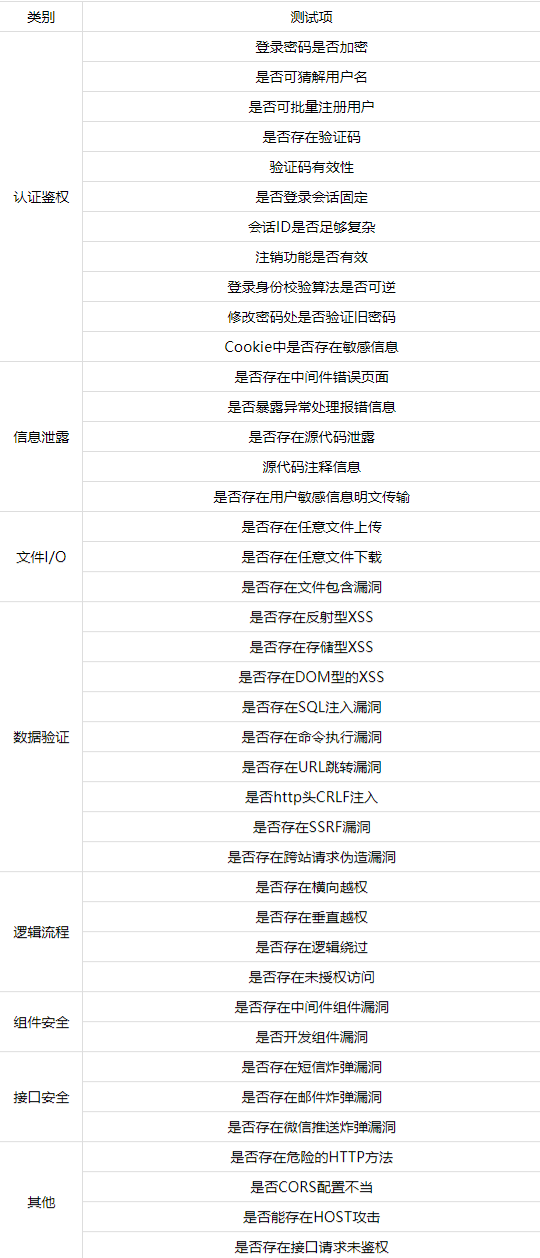 类别 测试项
认证鉴权
登录密码是否加密
是否可猜解用户名
是否可批量注册用户
是否存在验证码
验证码有效性
是否登录会话固定
会话ID是否足够复杂
注销功能是否有效
登录身份校验算法是否可逆
修改密码处是否验证旧密码
Cookie中是否存在敏感信息
信息泄露
是否存在中间件错误页面
是否暴露异常处理报错信息
是否存在源代码泄露
源代码注释信息
是否存在用户敏感信息明文传输
文件I/O
是否存在任意文件上传
是否存在任意文件下载
是否存在文件包含漏洞
数据验证
是否存在反射型XSS
是否存在存储型XSS
是否存在DOM型的XSS
是否存在SQL注入漏洞
是否存在命令执行漏洞
是否存在URL跳转漏洞
是否http头CRLF注入
是否存在SSRF漏洞
是否存在跨站请求伪造漏洞
逻辑流程
是否存在横向越权
是否存在垂直越权
是否存在逻辑绕过
是否存在未授权访问
组件安全
是否存在中间件组件漏洞
是否开发组件漏洞
接口安全
是否存在短信炸弹漏洞
是否存在邮件炸弹漏洞
是否存在微信推送炸弹漏洞
其他
是否存在危险的HTTP方法
是否CORS配置不当
是否能存在HOST攻击
是否存在接口请求未鉴权